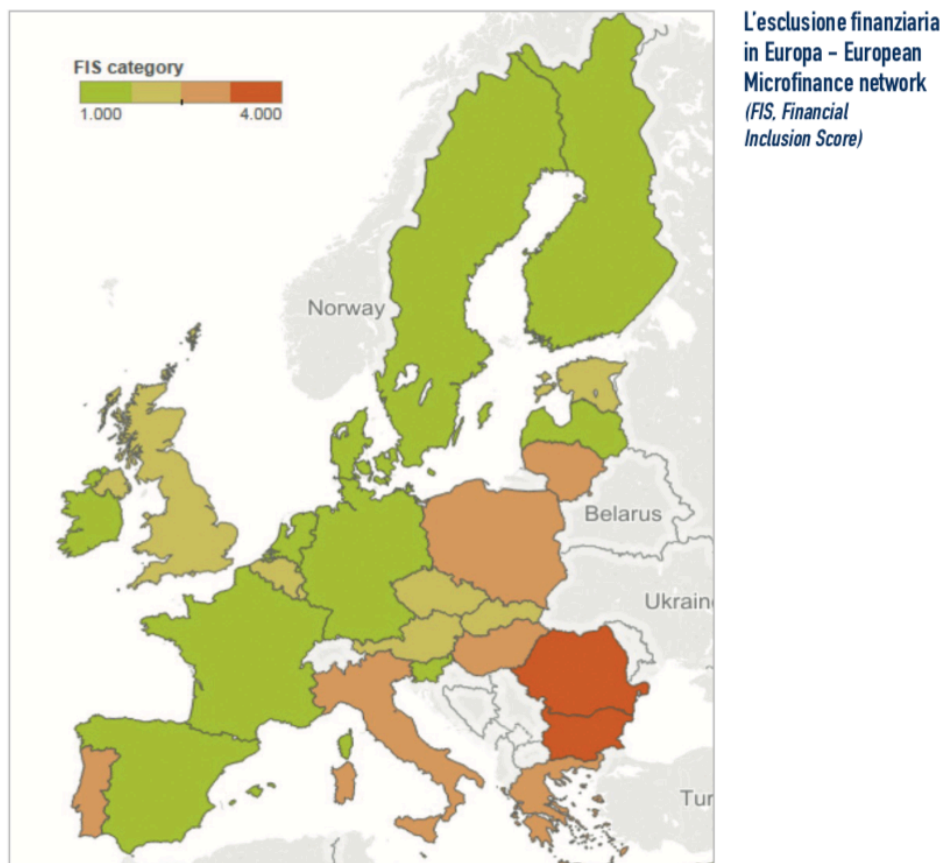 L'esclusione finanziaria
in Europa – European
Microfinance network
(FIS, Financial
Inclusion Score)
FIS category
1.000 4.000
Norway
Belarus
Ukrain
Tur